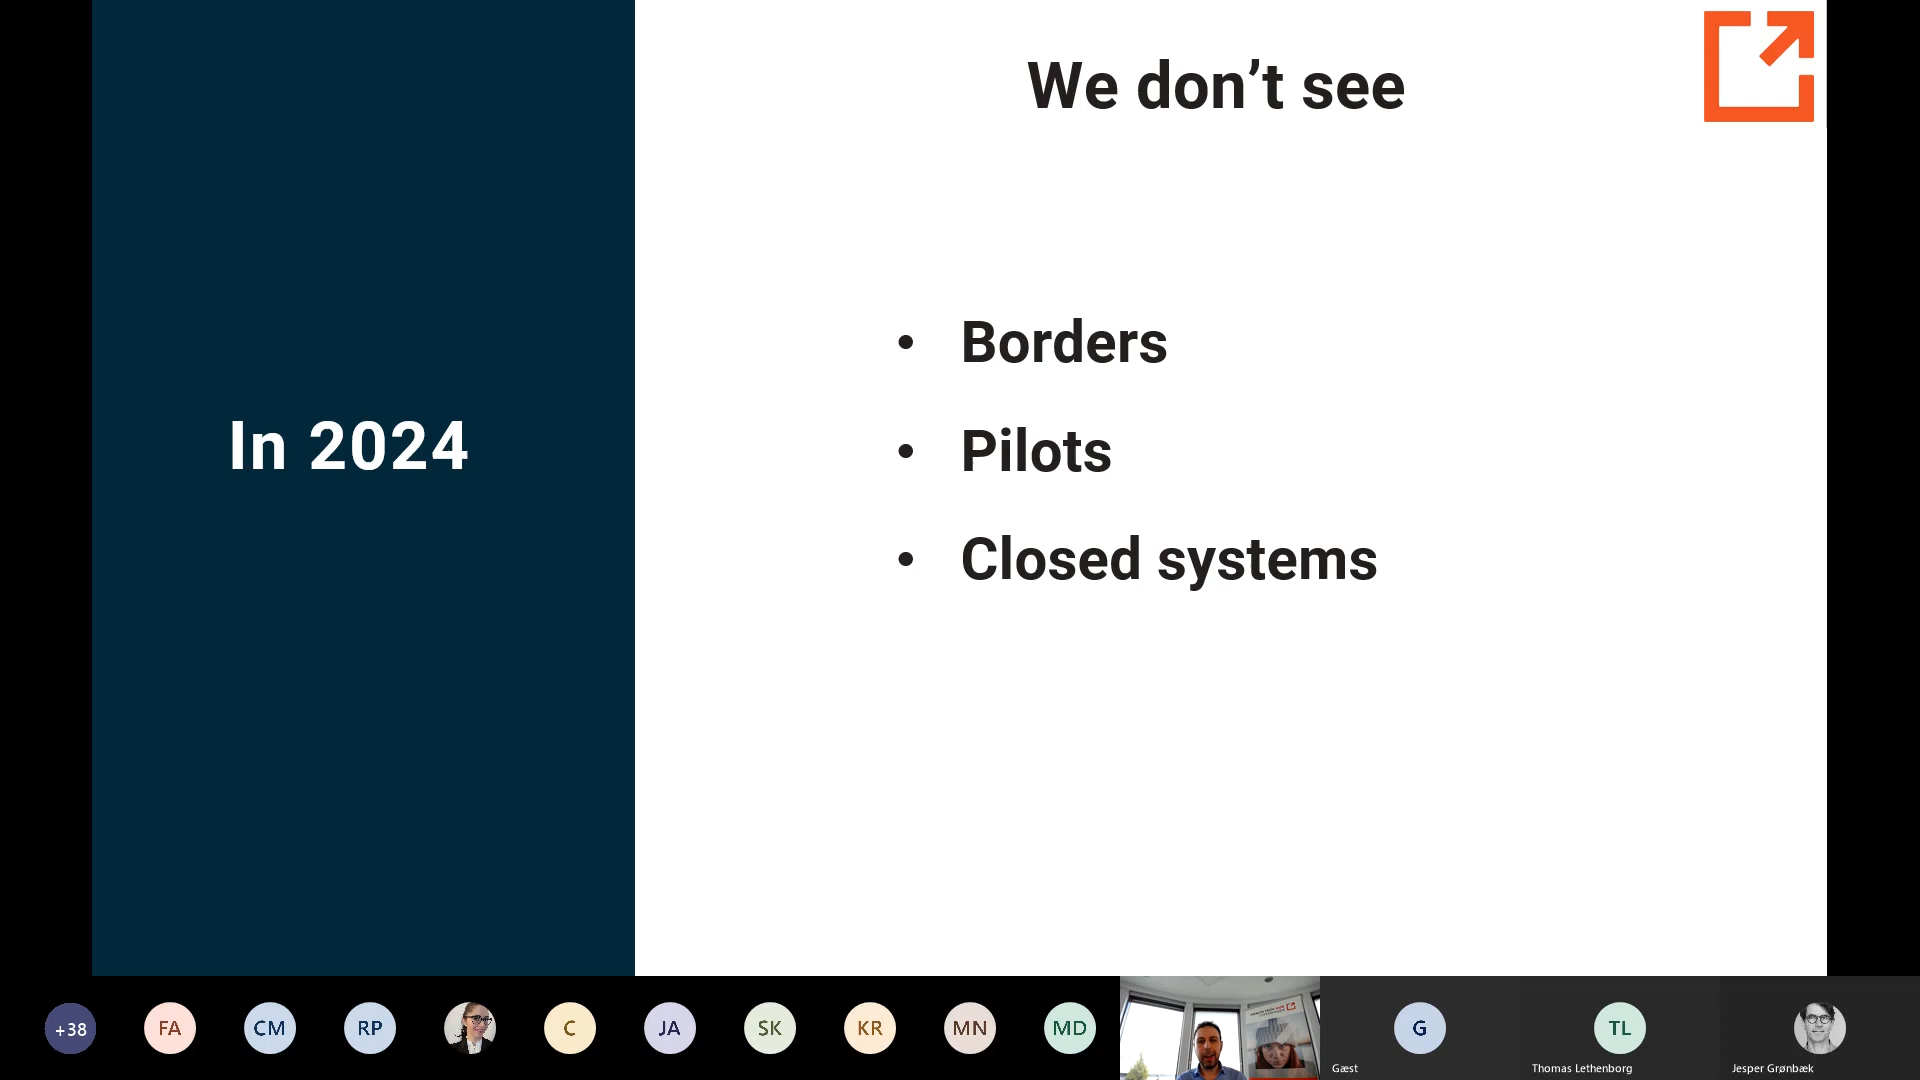 We don’t see
In 2024
• Borders
• Pilots
• Closed systems
+38
FA
CM
RP
C
JA
SK
KR
MN
MD
G
TL
Gæst
Thomas Lethenborg
Jesper Grønbæk